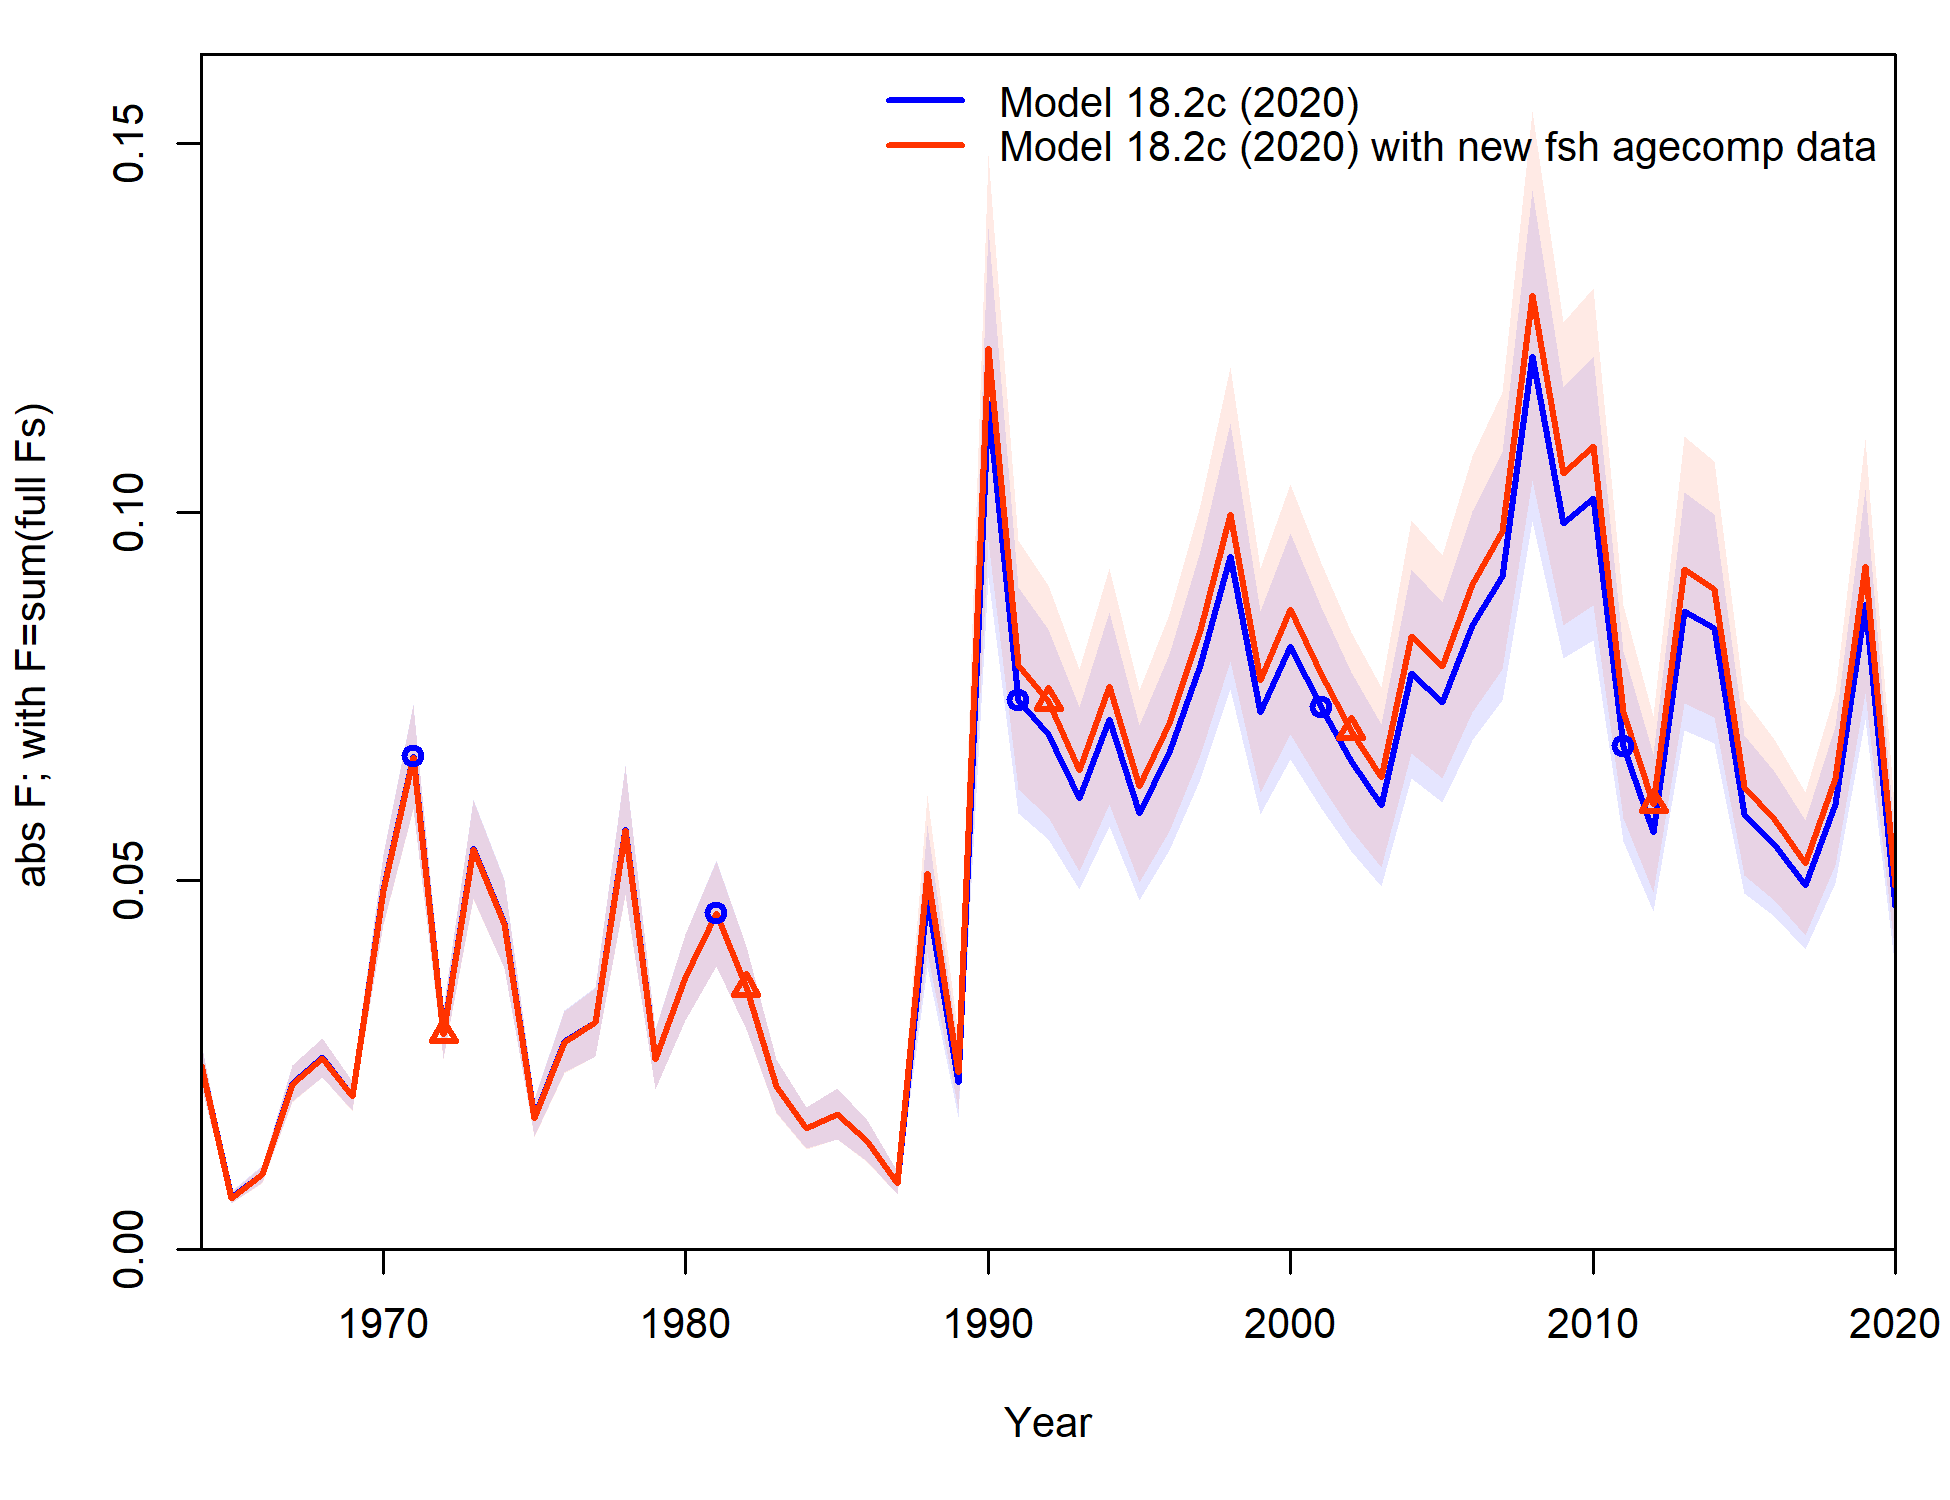 Model 18.2c (2020)
Model 18.2c (2020) with new fsh agecomp data
abs F; with F=sum(full Fs)
0.15
0.10
0.05
0.00
1970 1980 1990 2000 2010 2020
Year